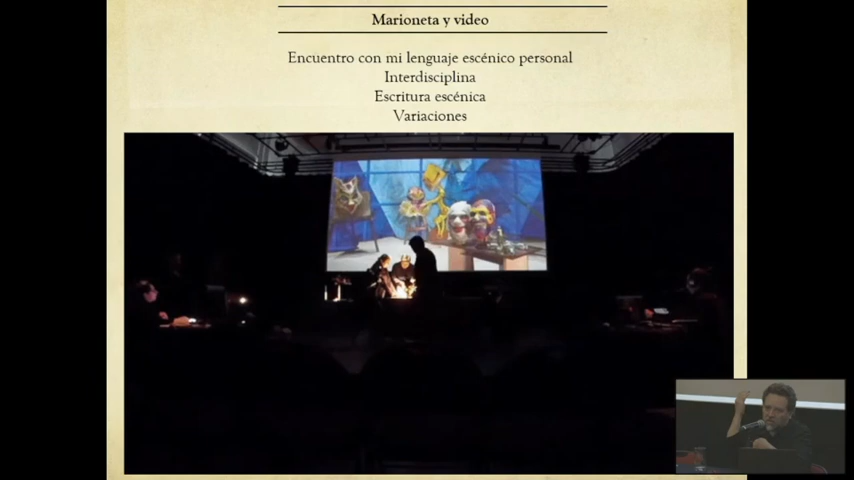 Marioneta y video
Encuentro con mi lenguaje escénico personal
Interdisciplina
Escritura escénica
Variaciones